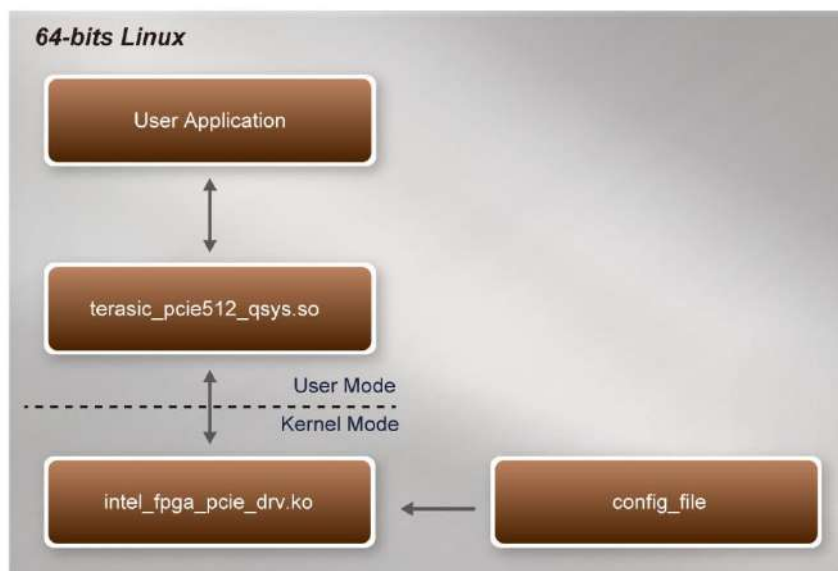 64-bits Linux
User Application
terasic_pcie512_qsys.so
User Mode
Kernel Mode
intel_fpga_pcie_drv.ko
config_file